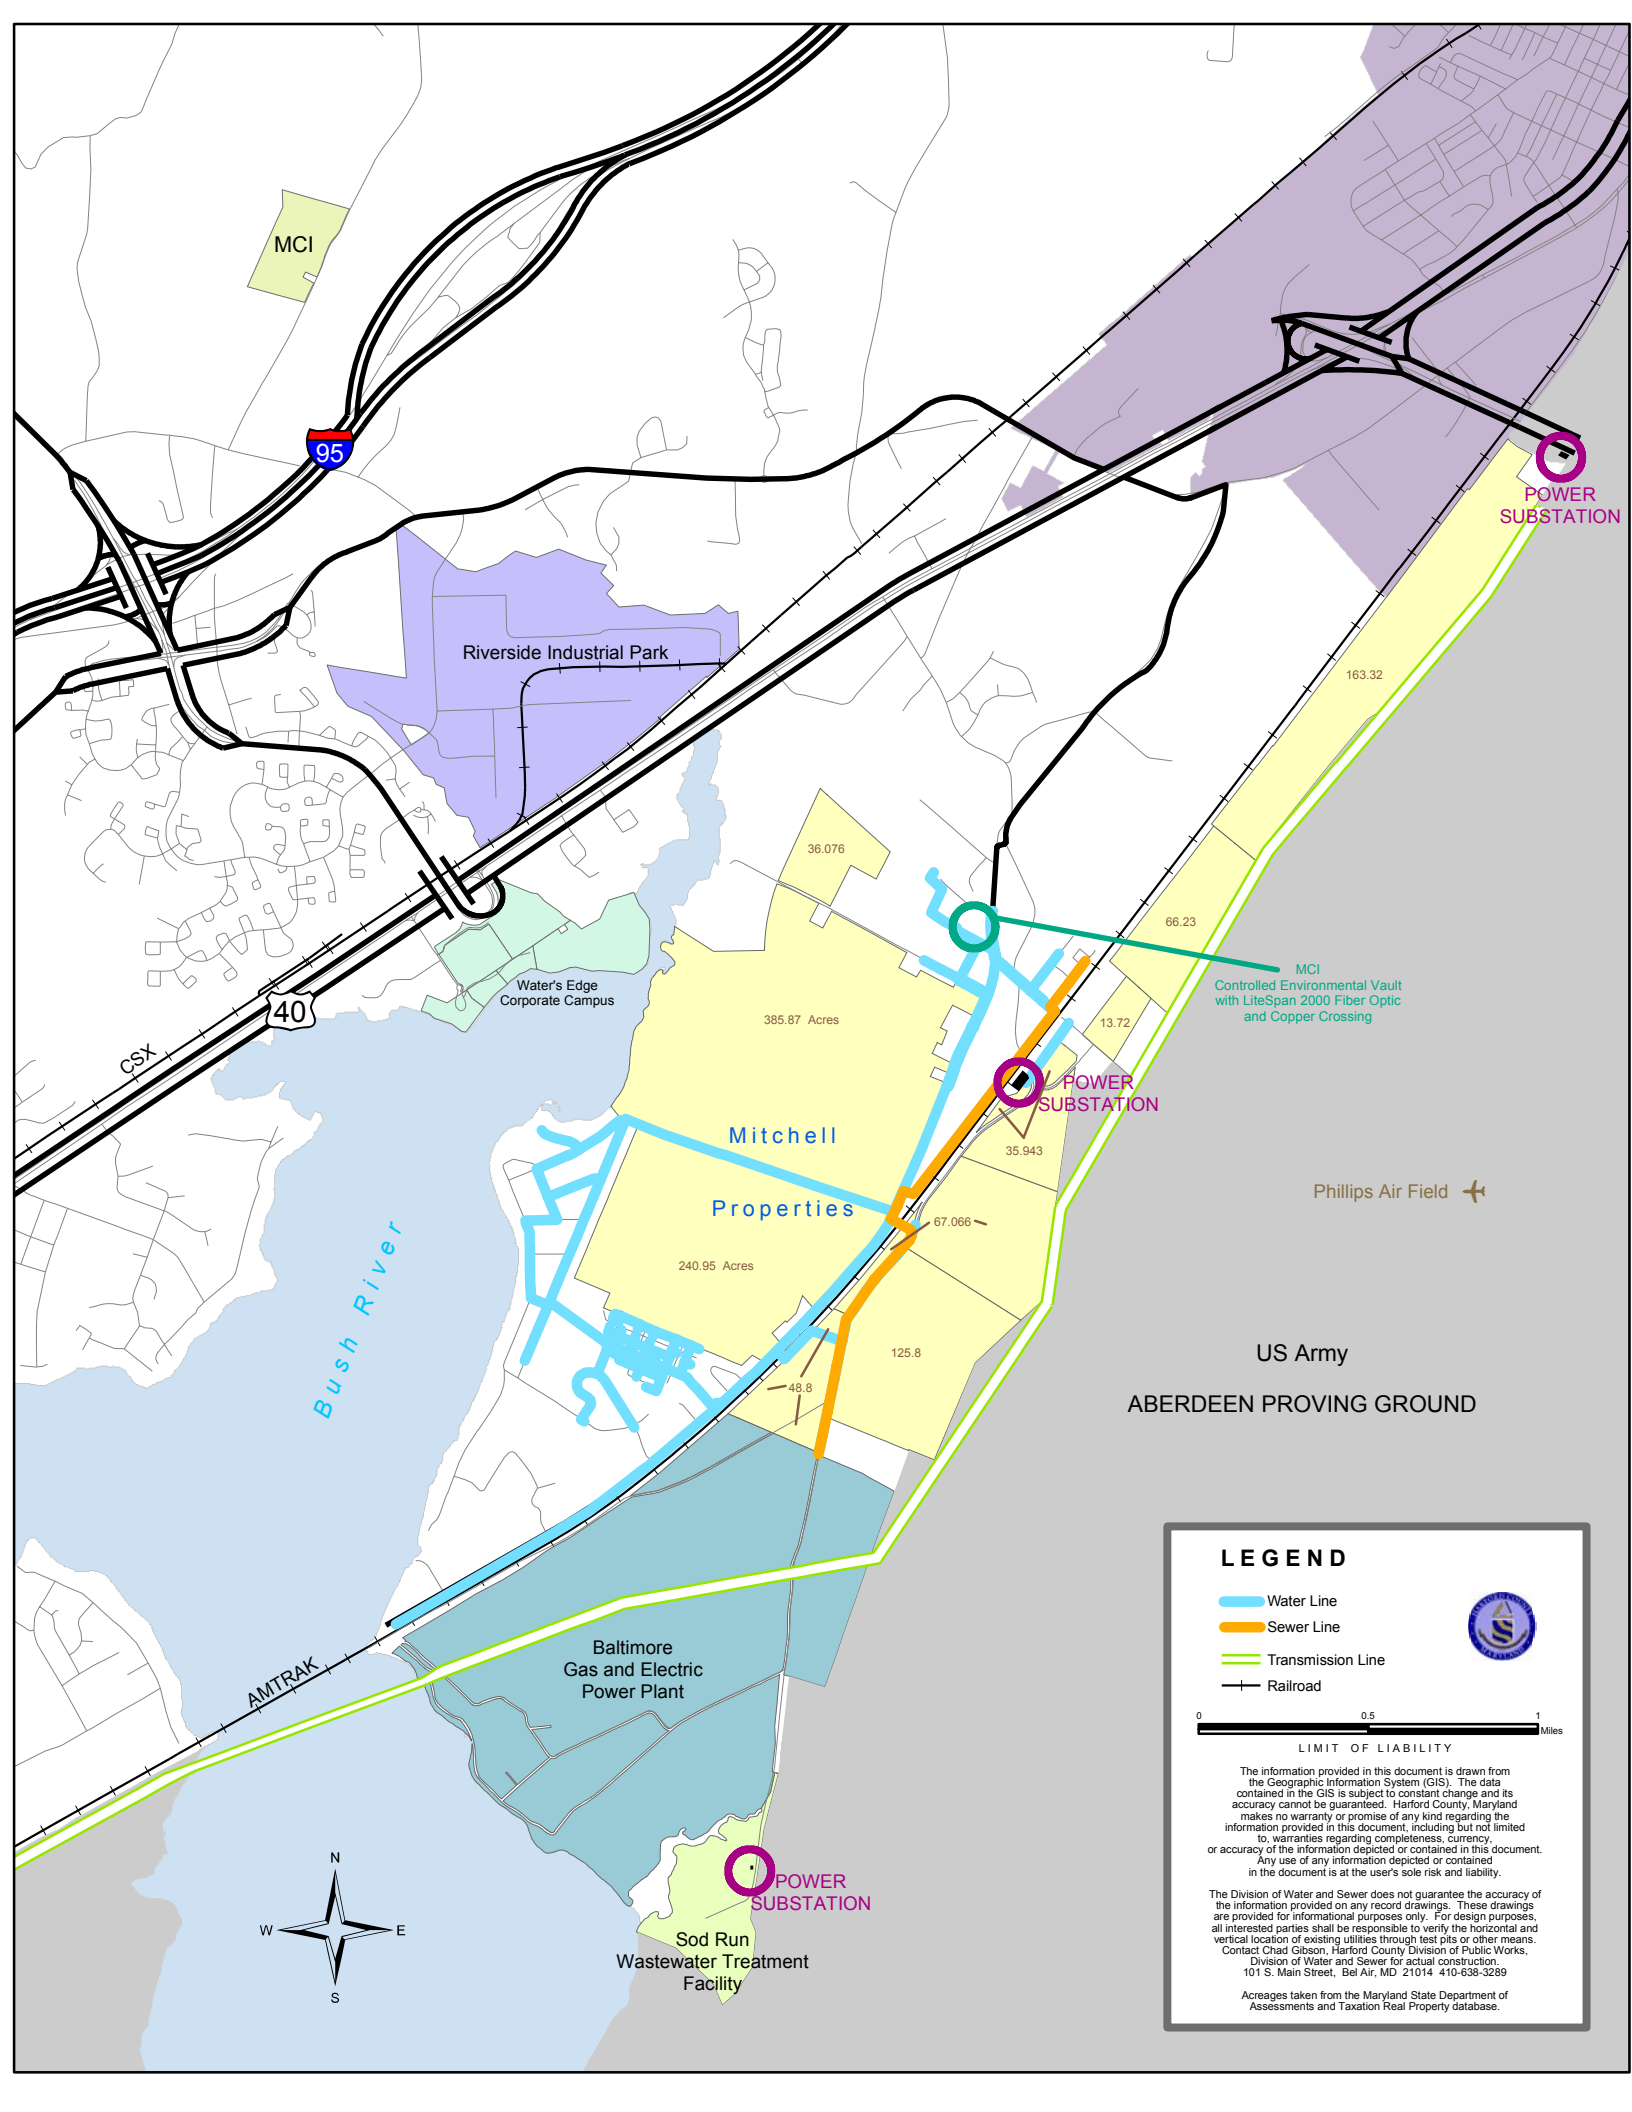 MCI
95
Riverside Industrial Park
POWER
SUBSTATION
163.32
36.076
66.23
Water's Edge
Corporate Campus
40
CSX
385.87 Acres
MCI
Controlled Environmental Vault
with LiteSpan 2000 Fiber Optic
and Copper Crossing
13.72
POWER
SUBSTATION
Mitchell
Properties
35.943
Phillips Air Field
67.066
240.95 Acres
Bush River
125.8
48.8
US Army
ABERDEEN PROVING GROUND
AMTRAK
Baltimore
Gas and Electric
Power Plant
POWER
SUBSTATION
Sod Run
Wastewater Treatment
Facility
N
W
E
S
LEGEND
Water Line
Sewer Line
Transmission Line
Railroad
0 0.5 1
Miles
LIMIT OF LIABILITY
The information provided in this document is drawn from
the Geographic Information System (GIS). The data
contained in the GIS is subject to constant change and its
accuracy cannot be guaranteed. Harford County, Maryland
makes no warranty or promise of any kind regarding the
information provided in this document, including but not limited
to, warranties regarding completeness, currency,
or accuracy of the information depicted or contained in this document.
Any use of any information depicted or contained
in the document is at the user's sole risk and liability.
The Division of Water and Sewer does not guarantee the accuracy of
the information provided on any record drawings. These drawings
are provided for informational purposes only. For design purposes,
all interested parties shall be responsible to verify the horizontal and
vertical location of existing utilities through test pits or other means.
Contact Chad Gibson, Harford County Division of Public Works,
Division of Water and Sewer for actual construction.
101 S. Main Street, Bel Air, MD 21014 410-638-3289
Acreages taken from the Maryland State Department of
Assessments and Taxation Real Property database.
HARFORD COUNTY
MARYLAND